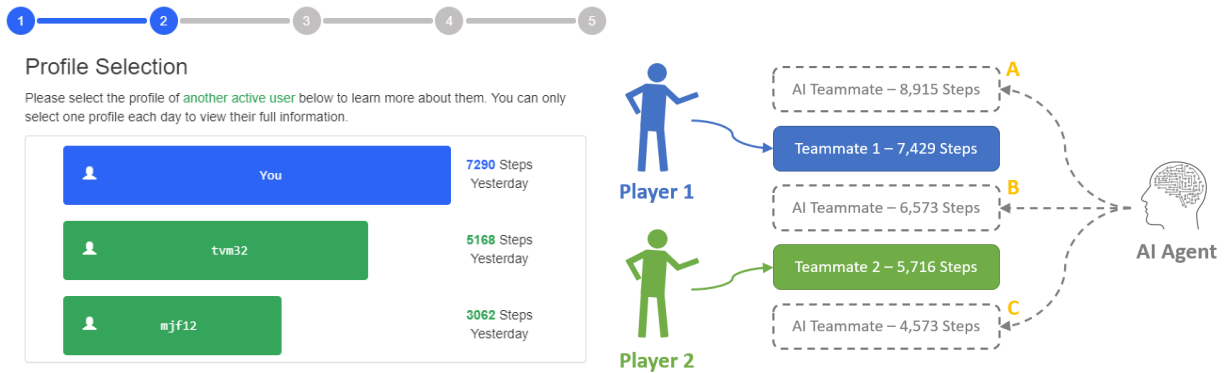 1 2 3 4 5
Profile Selection
Please select the profile of another active user below to learn more about them. You can only
select one profile each day to view their full information.
You
7290 Steps
Yesterday
tvm32
5168 Steps
Yesterday
mjf12
3062 Steps
Yesterday
A
AI Teammate – 8,915 Steps
Teammate 1 – 7,429 Steps
Player 1
B
AI Teammate – 6,573 Steps
AI Agent
Teammate 2 – 5,716 Steps
C
AI Teammate – 4,573 Steps
Player 2